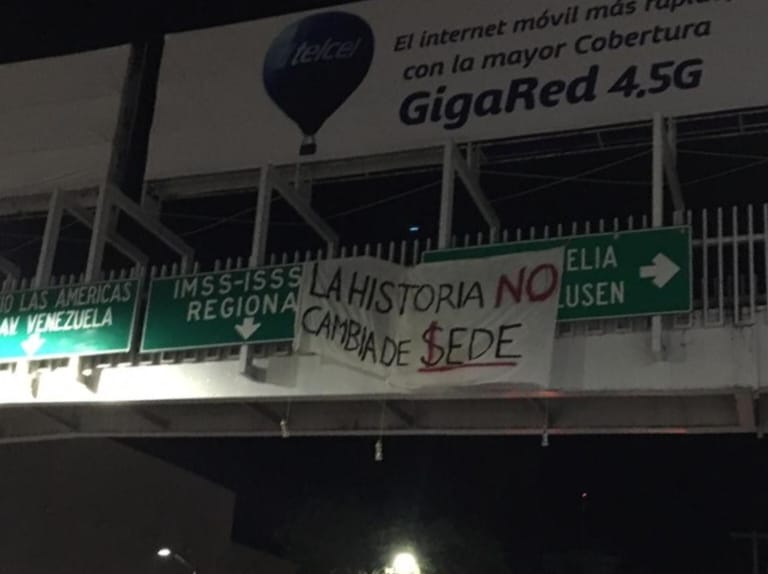 telcel
El internet móvil más
con la mayor Cobertura
GigaRed 4.5G
LAS AMÉRICAS
AV VENEZUELA
IMSS-ISSS
REGIONA
LA HISTORIA NO
CAMBIA DE $EDE
ELIA
LUSEN